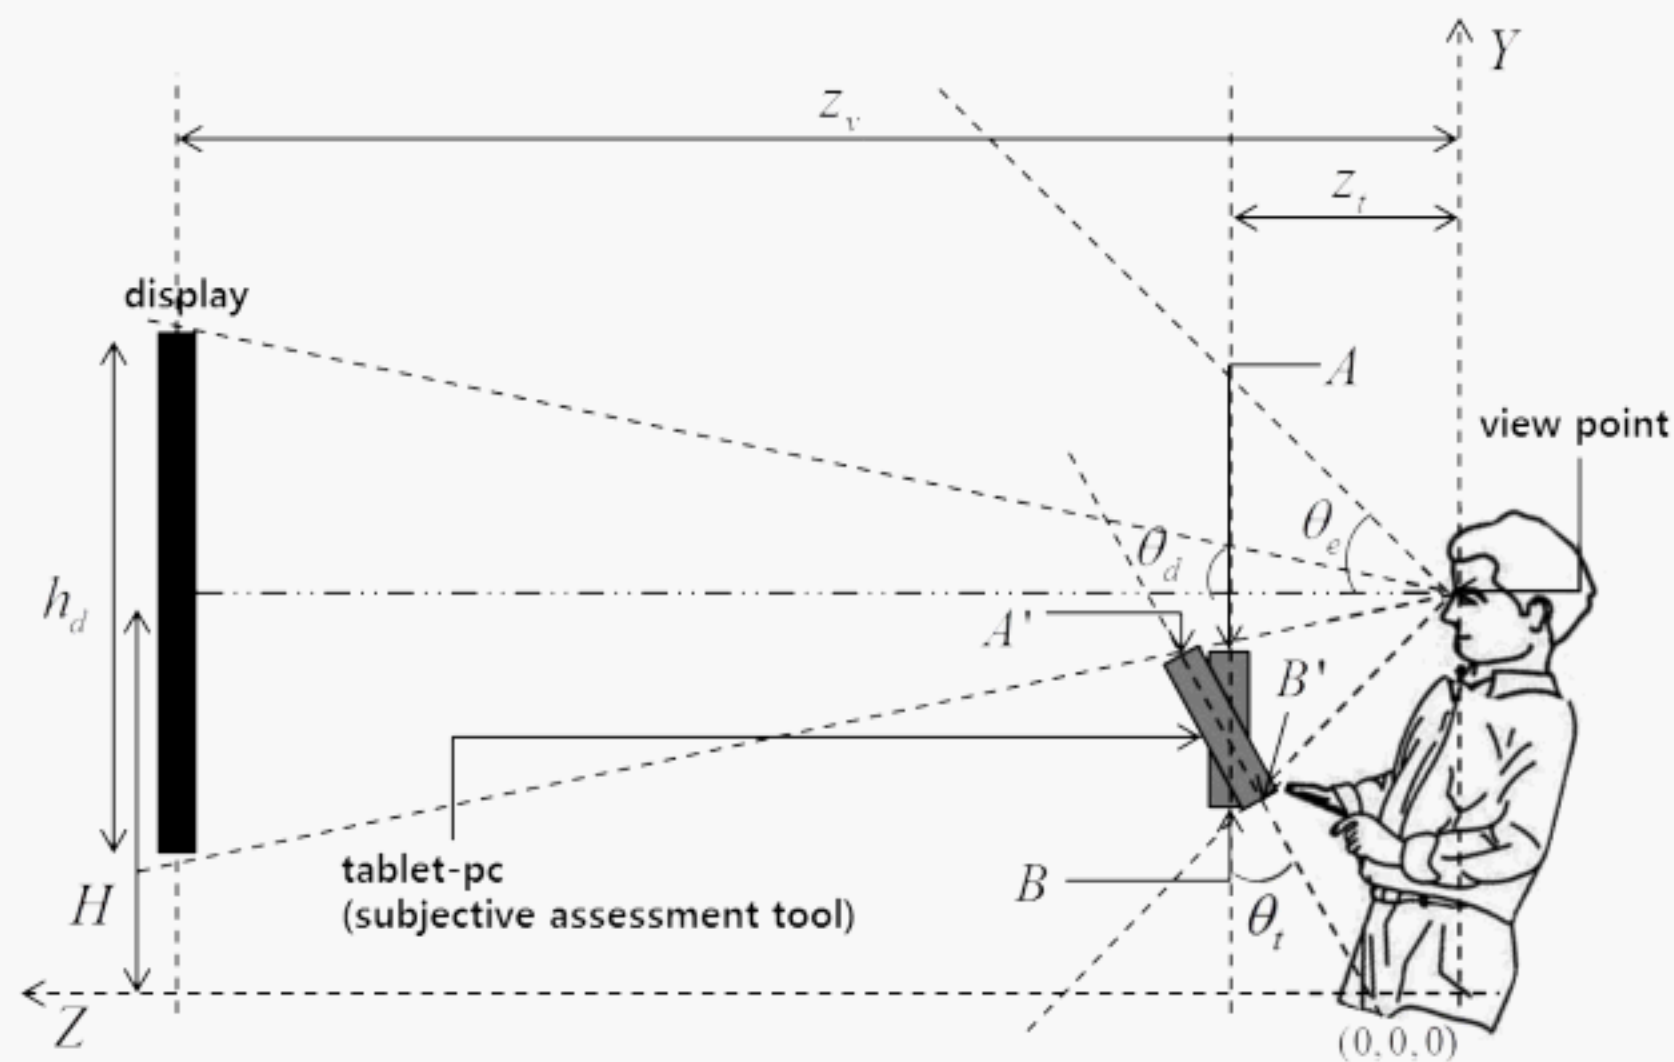 Y
z_v
z_t
display
A
view point
θ_e
θ_d
h_d
A'
B'
tablet-pc
(subjective assessment tool)
B
H
θ_t
Z
(0,0,0)